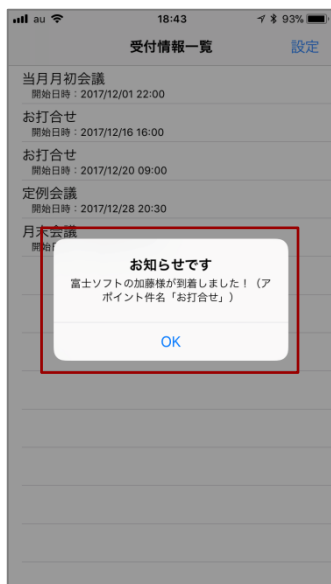 au 18:43 93%
受付情報一覧 設定
当月月初会議
開始日時：2017/12/01 22:00
お打合せ
開始日時：2017/12/16 16:00
お打合せ
開始日時：2017/12/20 09:00
定例会議
開始日時：2017/12/28 20:30
月末会議
開始
お知らせです
富士ソフトの加藤様が到着しました！（ア
ポイント件名「お打合せ」）
OK